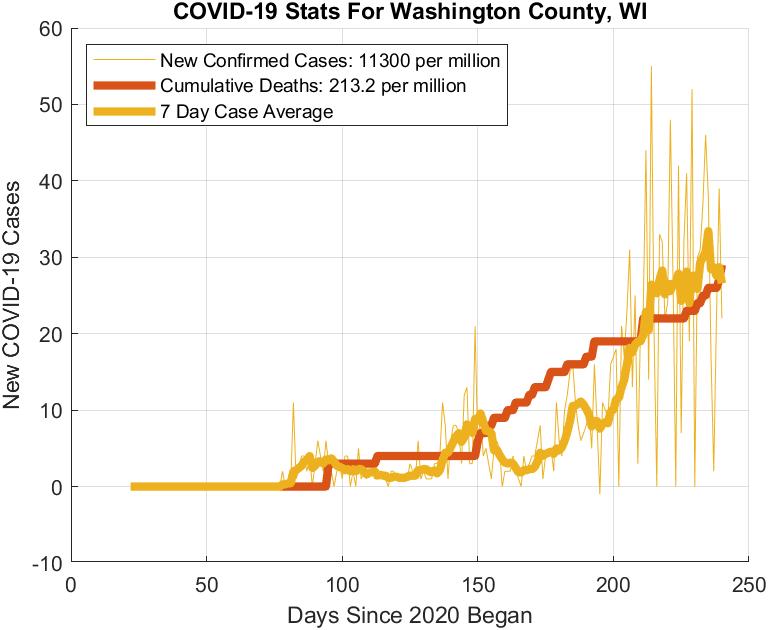 COVID-19 Stats For Washington County, WI
New Confirmed Cases: 11300 per million
Cumulative Deaths: 213.2 per million
7 Day Case Average
New COVID-19 Cases
60
50
40
30
20
10
0
-10
0 50 100 150 200 250
Days Since 2020 Began